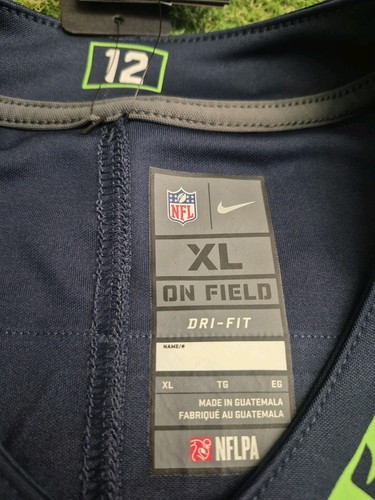 12
NFL
XL
ON FIELD
DRI-FIT
NAME/#
XL TG EG
MADE IN GUATEMALA
FABRIQUÉ AU GUATEMALA
NFLPA